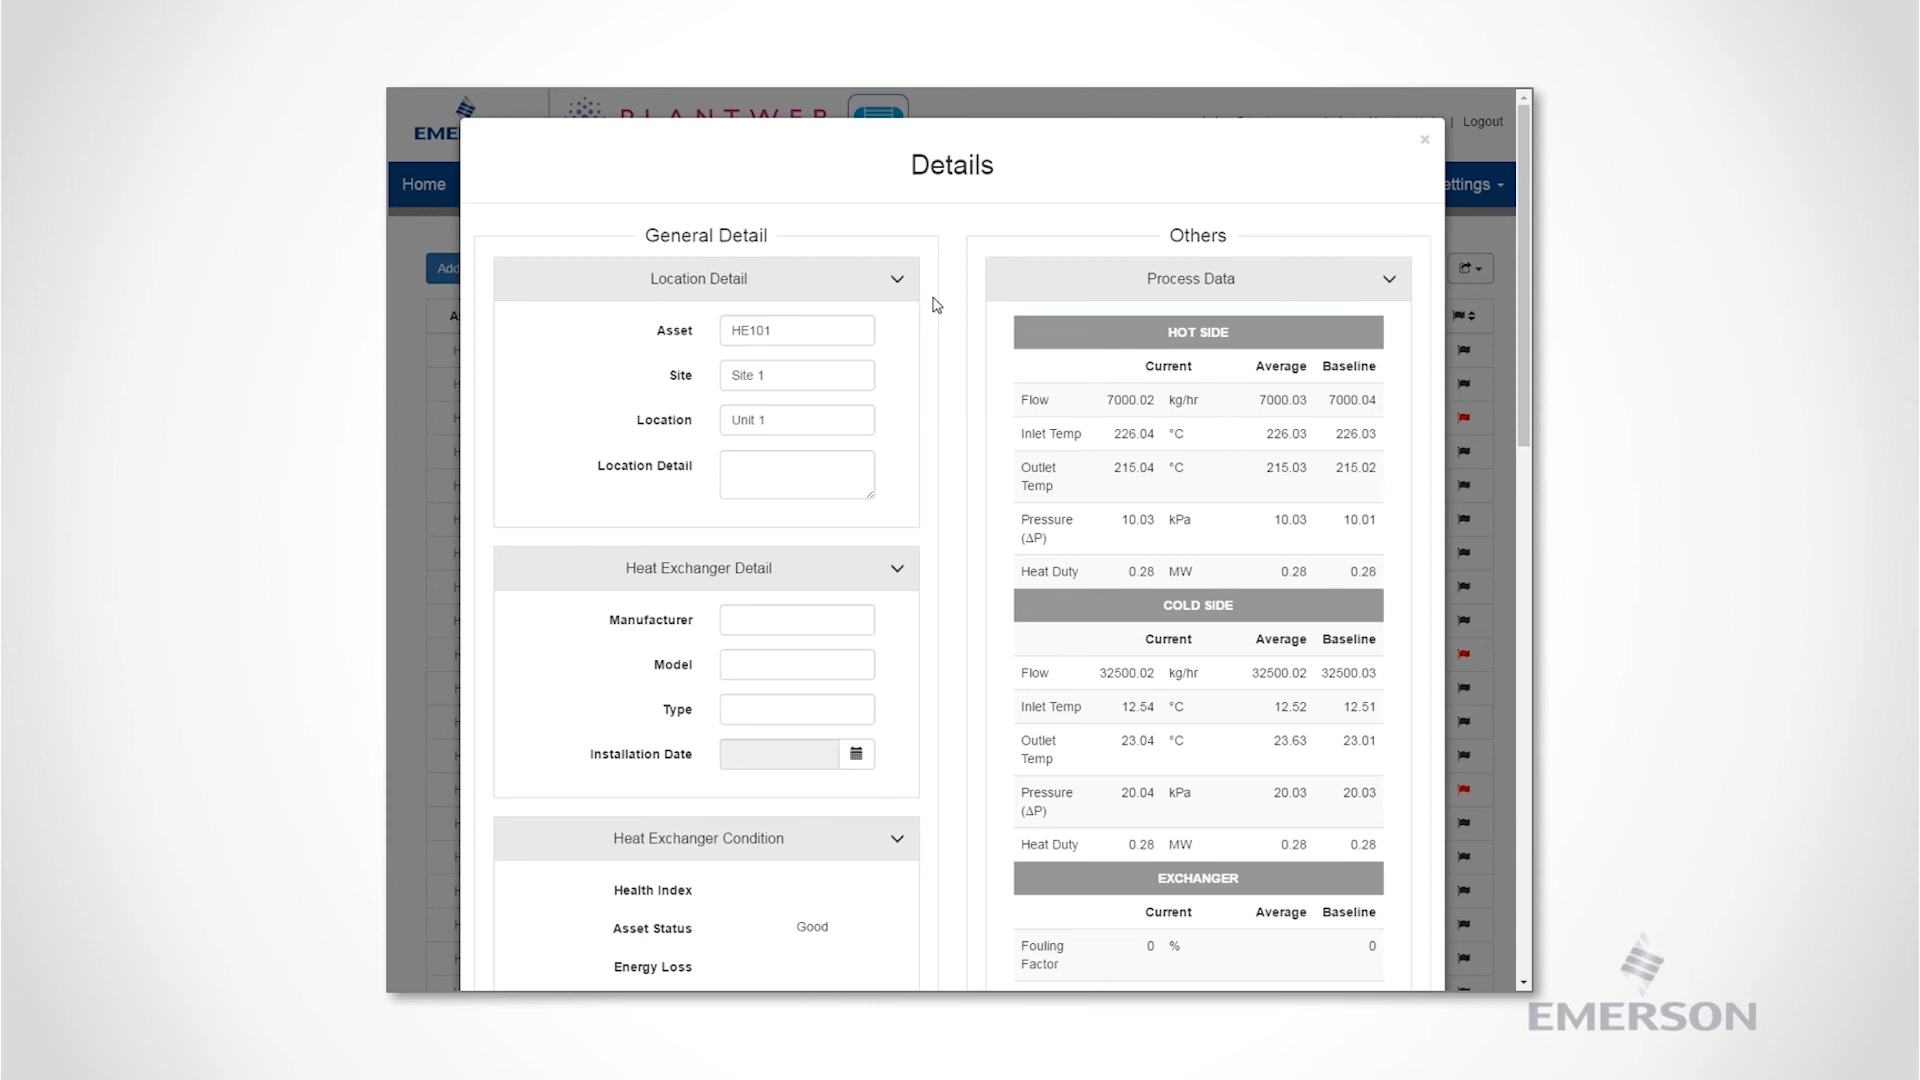 EME
PLANTWEB
| Logout
Home
ettings
Details
×
General Detail
Location Detail
Asset HE101
Site Site 1
Location Unit 1
Location Detail
Heat Exchanger Detail
Manufacturer
Model
Type
Installation Date
Heat Exchanger Condition
Health Index
Asset Status Good
Energy Loss
Others
Process Data
HOT SIDE
Current Average Baseline
Flow 7000.02 kg/hr 7000.03 7000.04
Inlet Temp 226.04 °C 226.03 226.03
Outlet Temp 215.04 °C 215.03 215.02
Pressure (ΔP) 10.03 kPa 10.03 10.01
Heat Duty 0.28 MW 0.28 0.28
COLD SIDE
Current Average Baseline
Flow 32500.02 kg/hr 32500.02 32500.03
Inlet Temp 12.54 °C 12.52 12.51
Outlet Temp 23.04 °C 23.63 23.01
Pressure (ΔP) 20.04 kPa 20.03 20.03
Heat Duty 0.28 MW 0.28 0.28
EXCHANGER
Current Average Baseline
Fouling Factor 0 % 0
Add
EMERSON